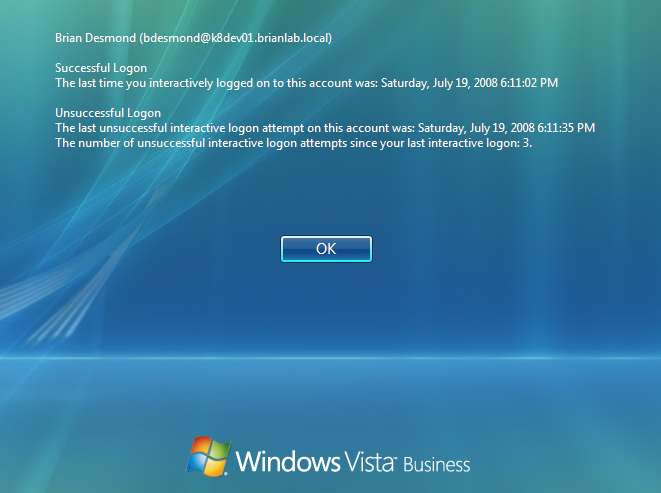 Brian Desmond (bdesmond@k8dev01.brianlab.local)
Successful Logon
The last time you interactively logged on to this account was: Saturday, July 19, 2008 6:11:02 PM
Unsuccessful Logon
The last unsuccessful interactive logon attempt on this account was: Saturday, July 19, 2008 6:11:35 PM
The number of unsuccessful interactive logon attempts since your last interactive logon: 3.
OK
Windows Vista Business